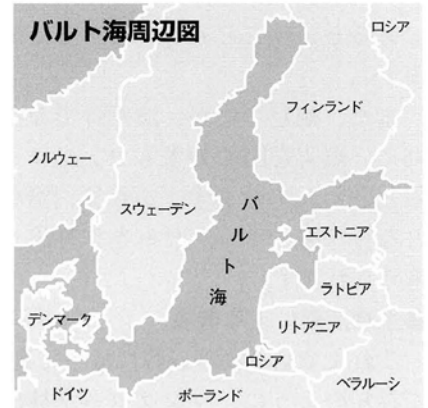 バルト海周辺図
ロシア
フィンランド
ノルウェー
スウェーデン
バルト海
エストニア
ラトビア
デンマーク
リトアニア
ロシア
ベラルーシ
ドイツ
ポーランド